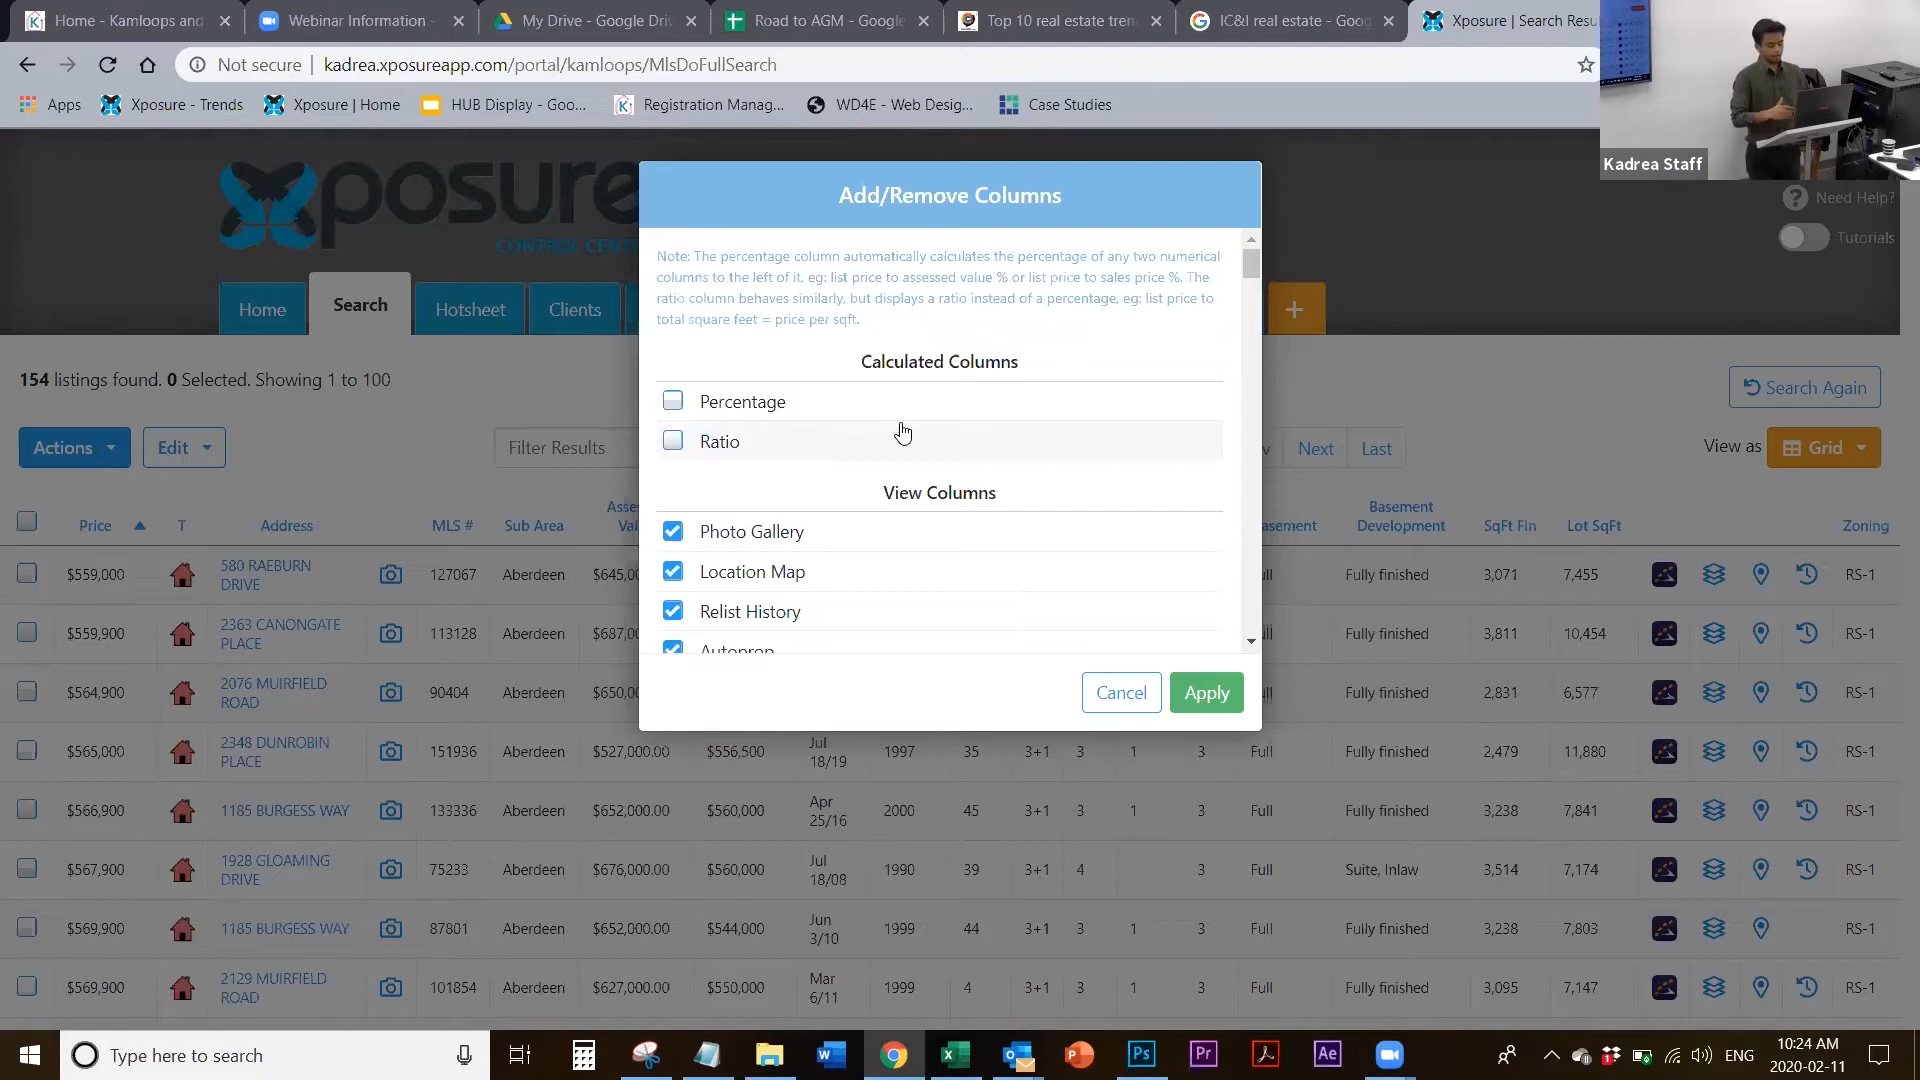 Home - Kamloops and
Webinar Information -
My Drive - Google Driv
Road to AGM - Google
Top 10 real estate tren
IC&I real estate - Goog
Xposure | Search Resu
Not secure | kadrea.xposureapp.com/portal/kamloops/MlsDoFullSearch
Apps
Xposure - Trends
Xposure | Home
HUB Display - Goo...
Registration Manag...
WD4E - Web Desig...
Case Studies
Kadrea Staff
Xposure
CONTROL CENT
Need Help?
Tutorials
Home
Search
Hotsheet
Clients
+
Add/Remove Columns
Note: The percentage column automatically calculates the percentage of any two numerical
columns to the left of it, eg: list price to assessed value % or list price to sales price %. The
ratio column behaves similarly, but displays a ratio instead of a percentage, eg: list price to
total square feet = price per sqft.
Calculated Columns
Percentage
Ratio
View Columns
Photo Gallery
Location Map
Relist History
Autoprop
Cancel
Apply
154 listings found. 0 Selected. Showing 1 to 100
Search Again
Actions
Edit
Filter Results
v
Next
Last
View as
Grid
Price
T
Address
MLS #
Sub Area
Asse
Val
asement
Basement
Development
SqFt Fin
Lot SqFt
Zoning
$559,000 580 RAEBURN
DRIVE 127067 Aberdeen $645,0 ull Fully finished 3,071 7,455 RS-1
$559,900 2363 CANONGATE
PLACE 113128 Aberdeen $687,0 ull Fully finished 3,811 10,454 RS-1
$564,900 2076 MUIRFIELD
ROAD 90404 Aberdeen $650,0 ull Fully finished 2,831 6,577 RS-1
$565,000 2348 DUNROBIN
PLACE 151936 Aberdeen $527,000.00 $556,500 Jul
18/19 1997 35 3+1 3 1 3 Full Fully finished 2,479 11,880 RS-1
$566,900 1185 BURGESS WAY 133336 Aberdeen $652,000.00 $560,000 Apr
25/16 2000 45 3+1 3 1 3 Full Fully finished 3,238 7,841 RS-1
$567,900 1928 GLOAMING
DRIVE 75233 Aberdeen $676,000.00 $560,000 Jul
18/08 1990 39 3+1 4 3 Full Suite, Inlaw 3,514 7,174 RS-1
$569,900 1185 BURGESS WAY 87801 Aberdeen $652,000.00 $544,000 Jun
3/10 1999 44 3+1 3 1 3 Full Fully finished 3,238 7,803 RS-1
$569,900 2129 MUIRFIELD
ROAD 101854 Aberdeen $627,000.00 $550,000 Mar
6/11 1999 4 3+1 3 1 3 Full Fully finished 3,095 7,147 RS-1
Type here to search
ENG
10:24 AM
2020-02-11